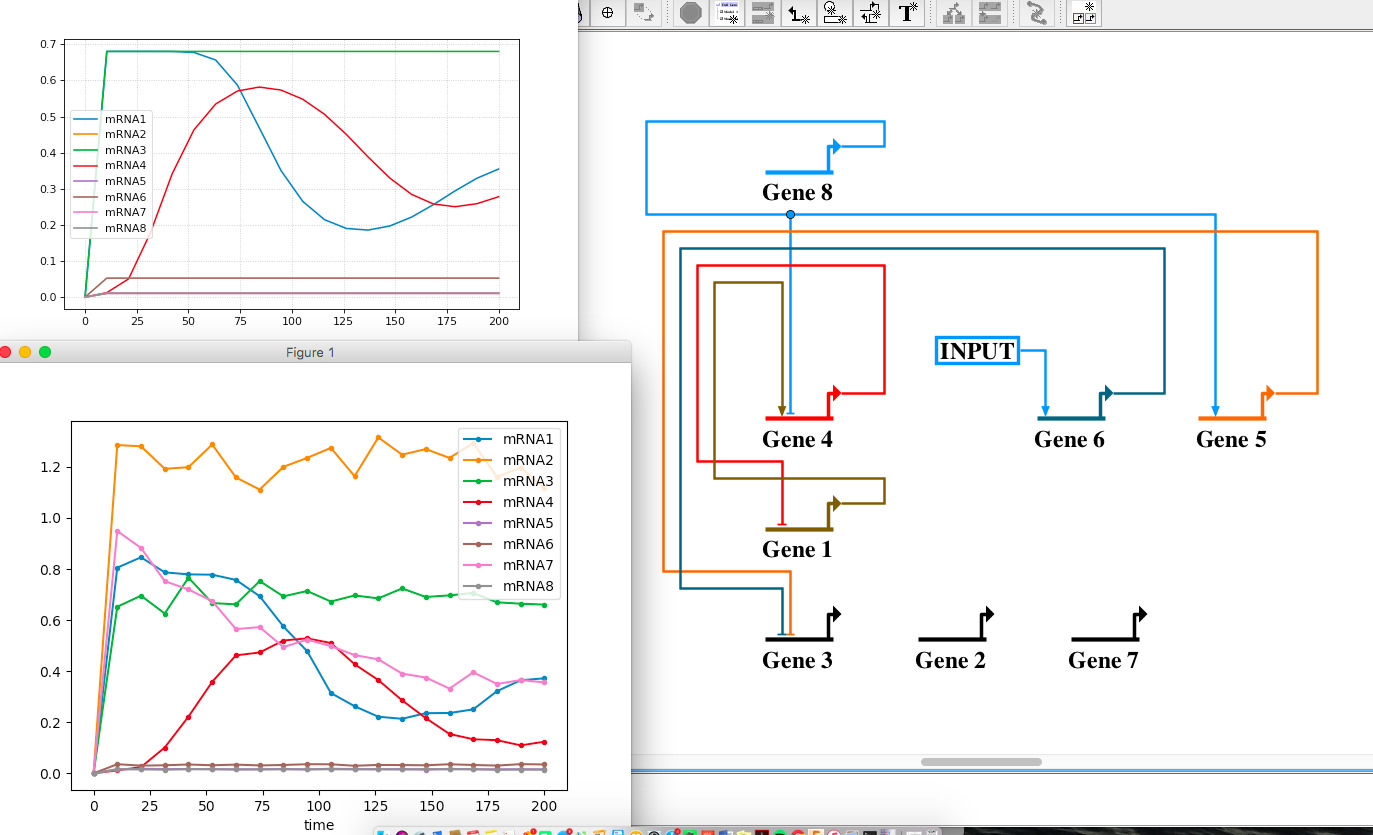 T
0.7
0.6
0.5
0.4
0.3
0.2
0.1
0.0
mRNA1
mRNA2
mRNA3
mRNA4
mRNA5
mRNA6
mRNA7
mRNA8
0 25 50 75 100 125 150 175 200
Figure 1
1.2
1.0
0.8
0.6
0.4
0.2
0.0
mRNA1
mRNA2
mRNA3
mRNA4
mRNA5
mRNA6
mRNA7
mRNA8
0 25 50 75 100 125 150 175 200
time
Gene 8
INPUT
Gene 4
Gene 6
Gene 5
Gene 1
Gene 3
Gene 2
Gene 7